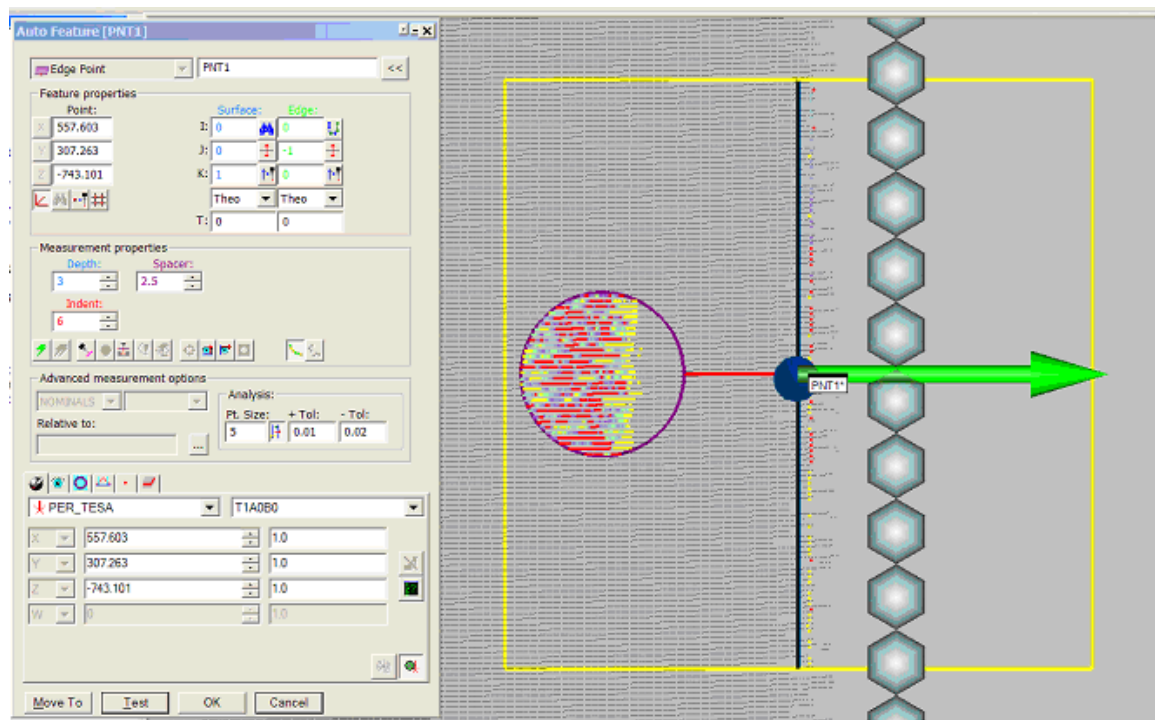 Auto Feature [PNT1]
Edge Point PNT1 <<
Feature properties
Point: Surface: Edge:
X 557.603 I: 0 0
Y 307.263 J: 0 -1
Z -743.101 K: 1 0
Theo Theo
T: 0 0
Measurement properties
Depth: Spacer:
3 2.5
Indent:
6
Advanced measurement options
NOMINALS Analysis:
Pt. Size: + Tol: - Tol:
Relative to: 5 0.01 0.02
...
PER_TESA T1A0B0
X 557.603 1.0
Y 307.263 1.0
Z -743.101 1.0
W 0 1.0
Move To Test OK Cancel
PNT1*